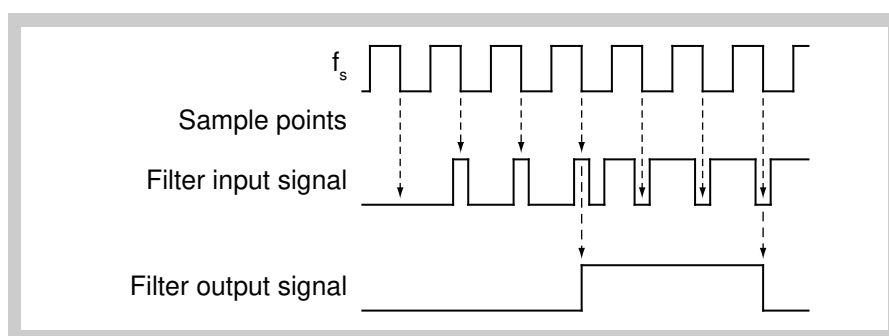 fs
Sample points
Filter input signal
Filter output signal